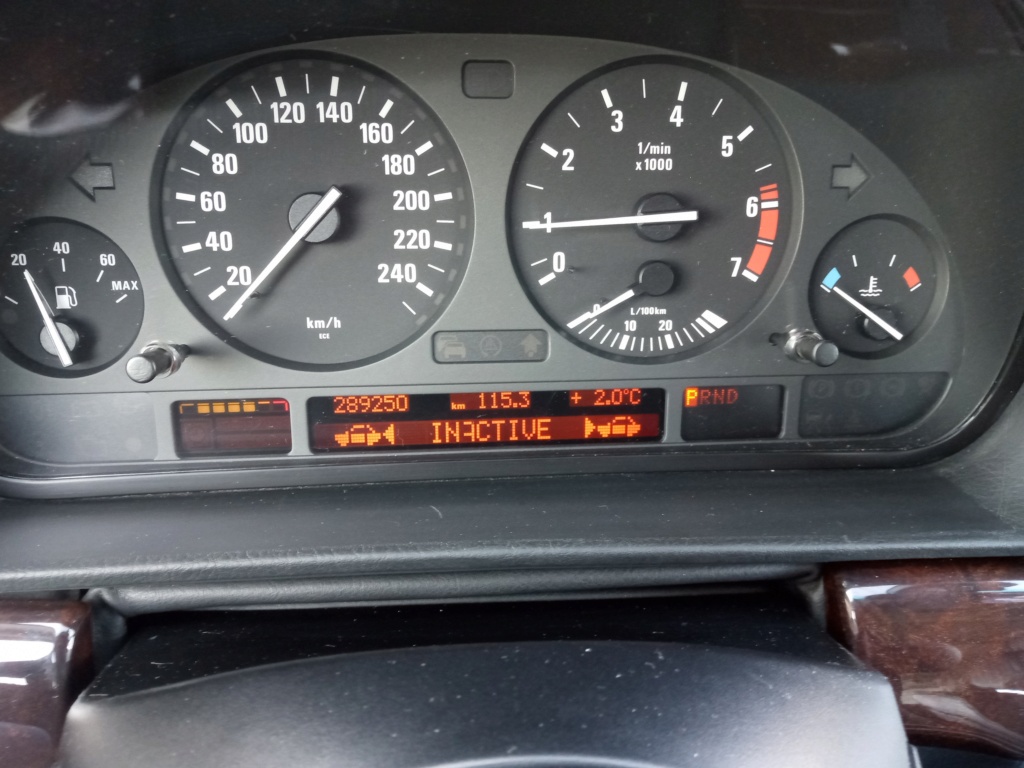 20 40 60 MAX
20 40 60 80 100 120 140 160 180 200 220 240
km/h
ECE
0 1 2 3 4 5 6 7
1/min
x1000
L/100km
0 10 20
289250 km 115.3 + 2.0°C
INACTIVE
PRND